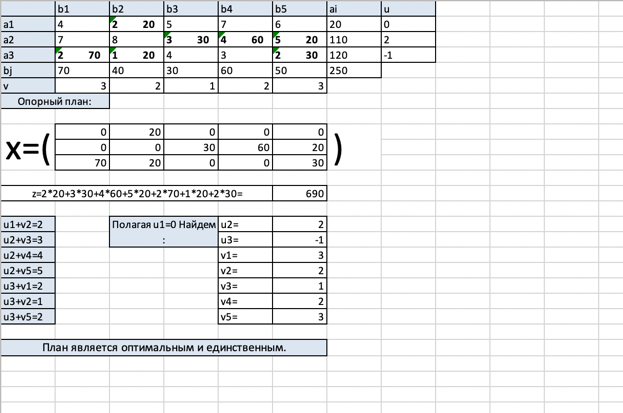 b1 b2 b3 b4 b5 ai u
a1 4 2 20 5 7 6 20 0
a2 7 8 3 30 4 60 5 20 110 2
a3 2 70 1 20 4 3 2 30 120 -1
bj 70 40 30 60 50 250
v 3 2 1 2 3
Опорный план:
x=(
0 20 0 0 0
0 0 30 60 20
70 20 0 0 30
)
z=2*20+3*30+4*60+5*20+2*70+1*20+2*30= 690
u1+v2=2 Полагая u1=0 Найдем u2= 2
u2+v3=3 : u3= -1
u2+v4=4 v1= 3
u2+v5=5 v2= 2
u3+v1=2 v3= 1
u3+v2=1 v4= 2
u3+v5=2 v5= 3
План является оптимальным и единственным.